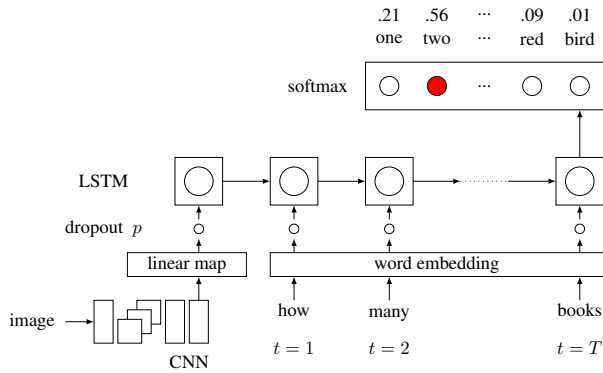 .21 .56 ... .09 .01
one two ... red bird
softmax
LSTM
dropout p
linear map word embedding
image how many books
CNN t = 1 t = 2 t = T